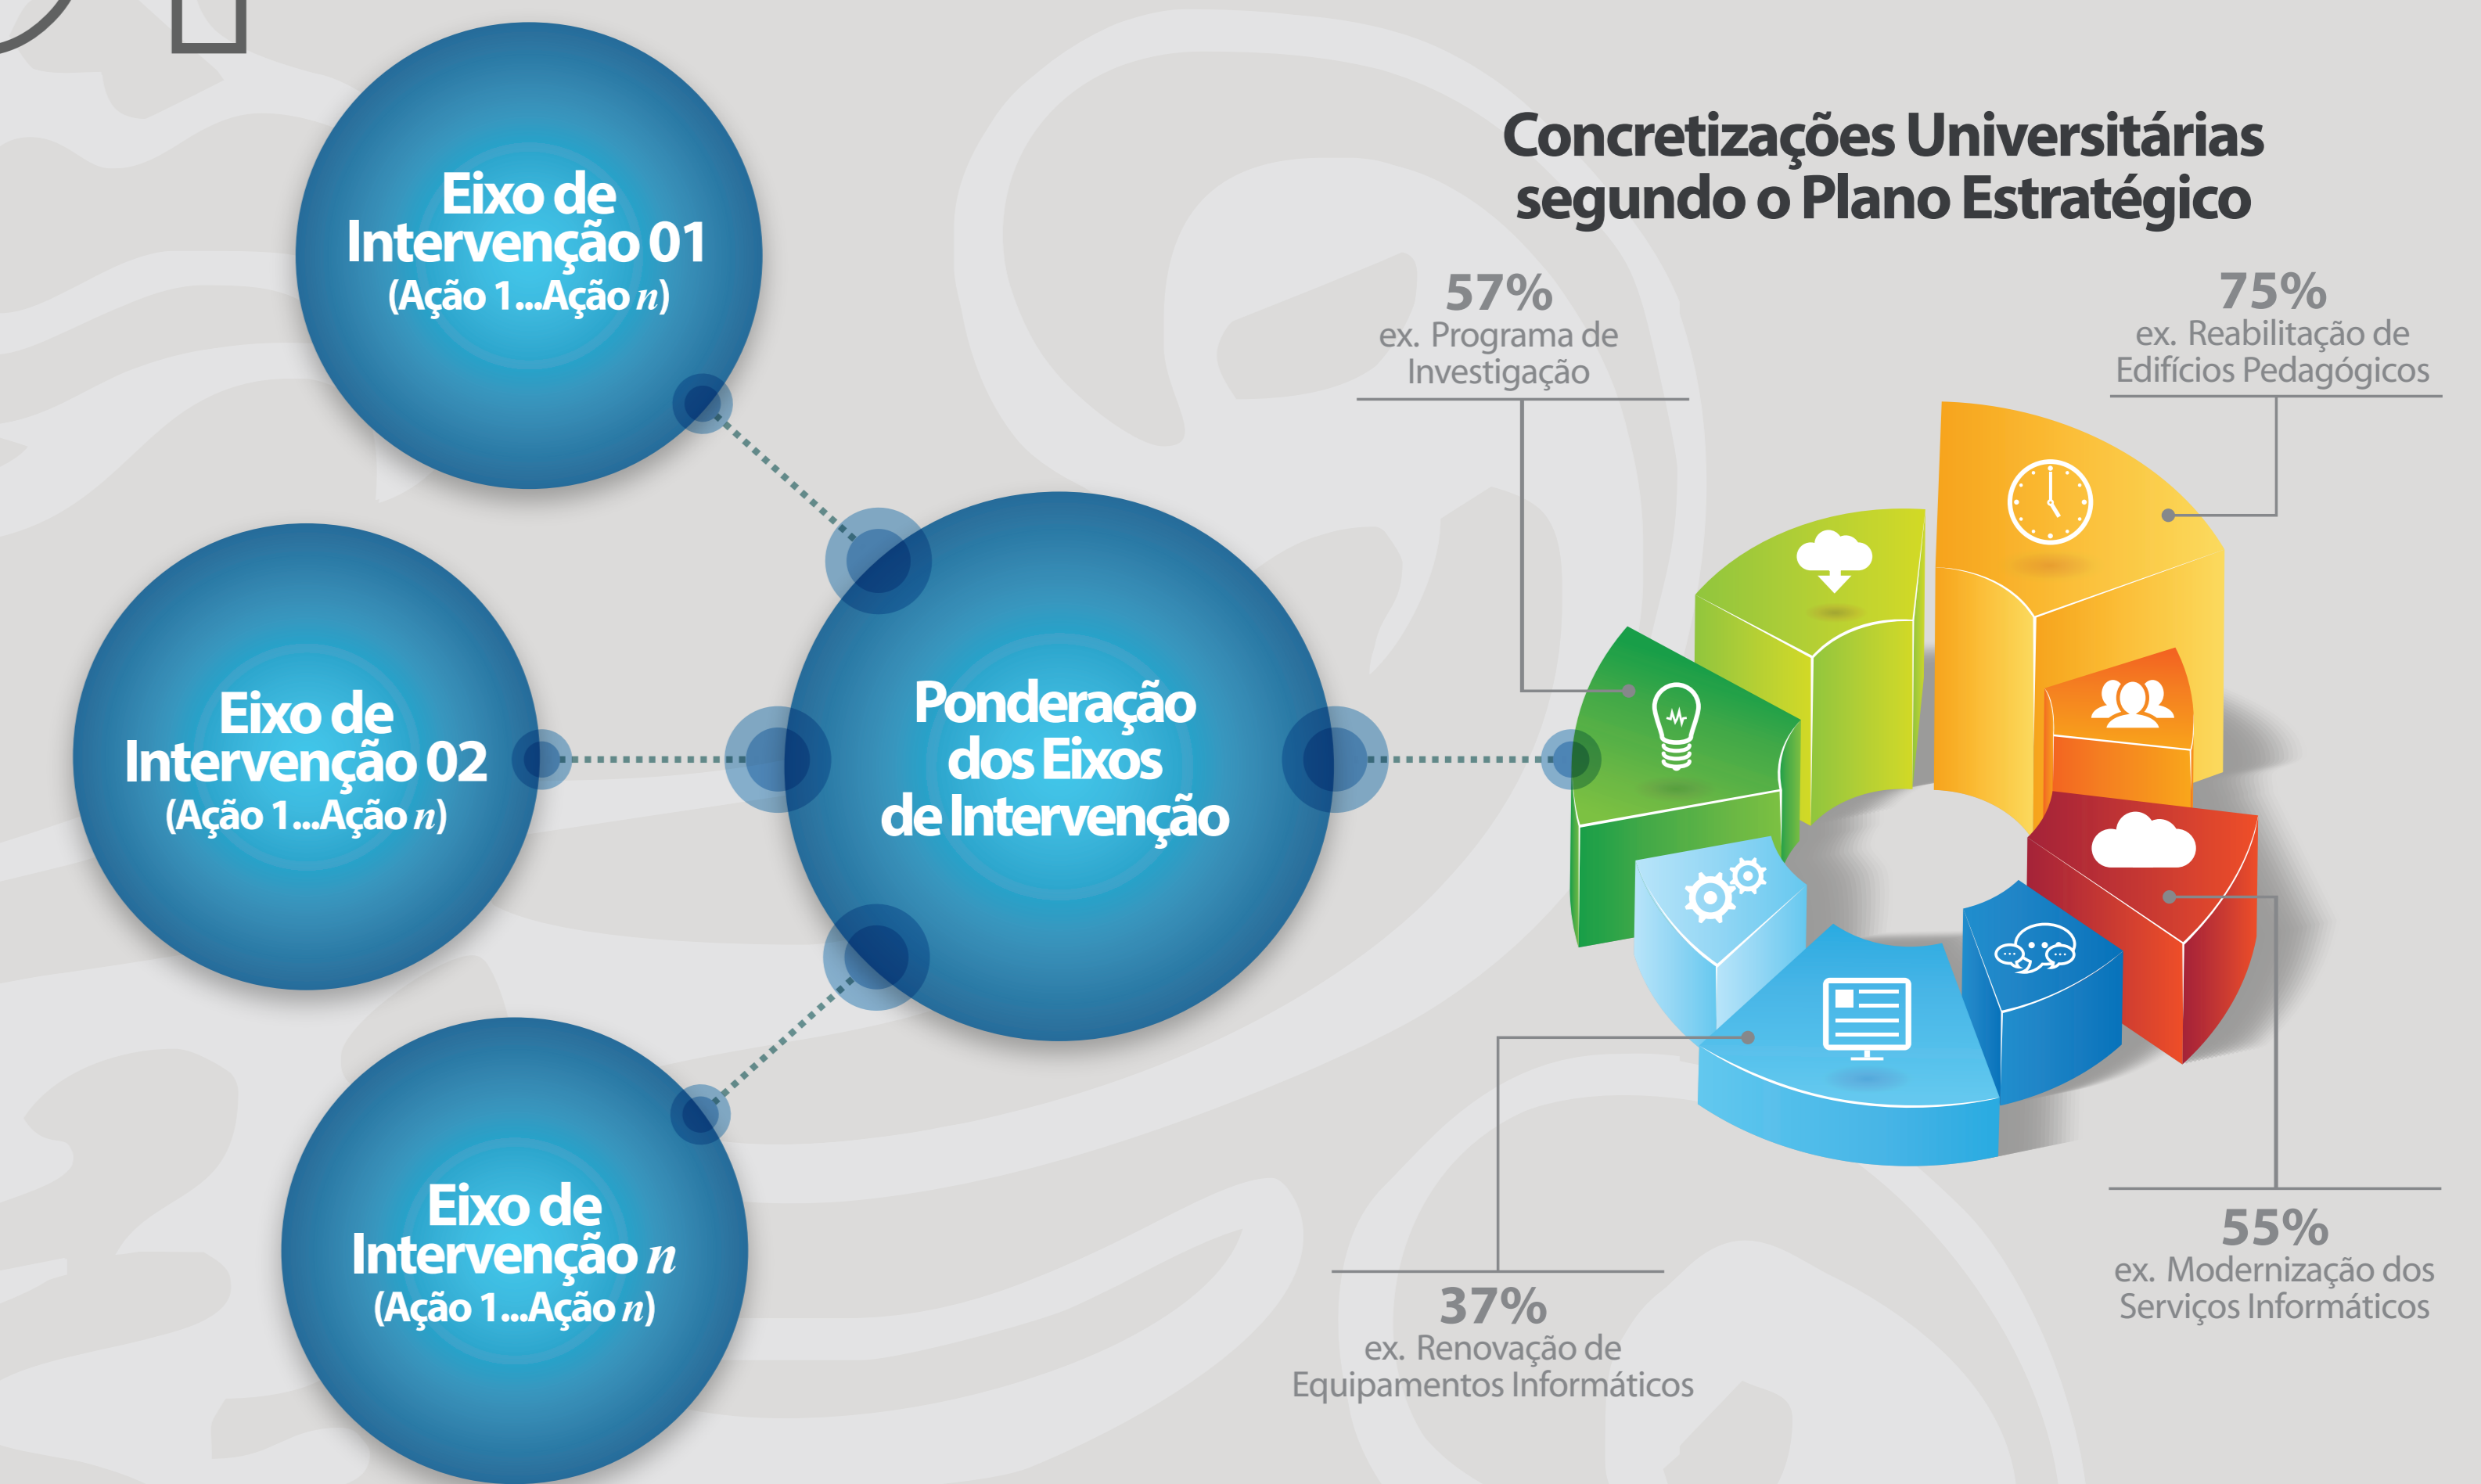 Eixo de
Intervenção 01
(Ação 1...Ação n)
Eixo de
Intervenção 02
(Ação 1...Ação n)
Eixo de
Intervenção n
(Ação 1...Ação n)
Ponderação
dos Eixos
de Intervenção
Concretizações Universitárias
segundo o Plano Estratégico
57%
ex. Programa de
Investigação
75%
ex. Reabilitação de
Edifícios Pedagógicos
37%
ex. Renovação de
Equipamentos Informáticos
55%
ex. Modernização dos
Serviços Informáticos